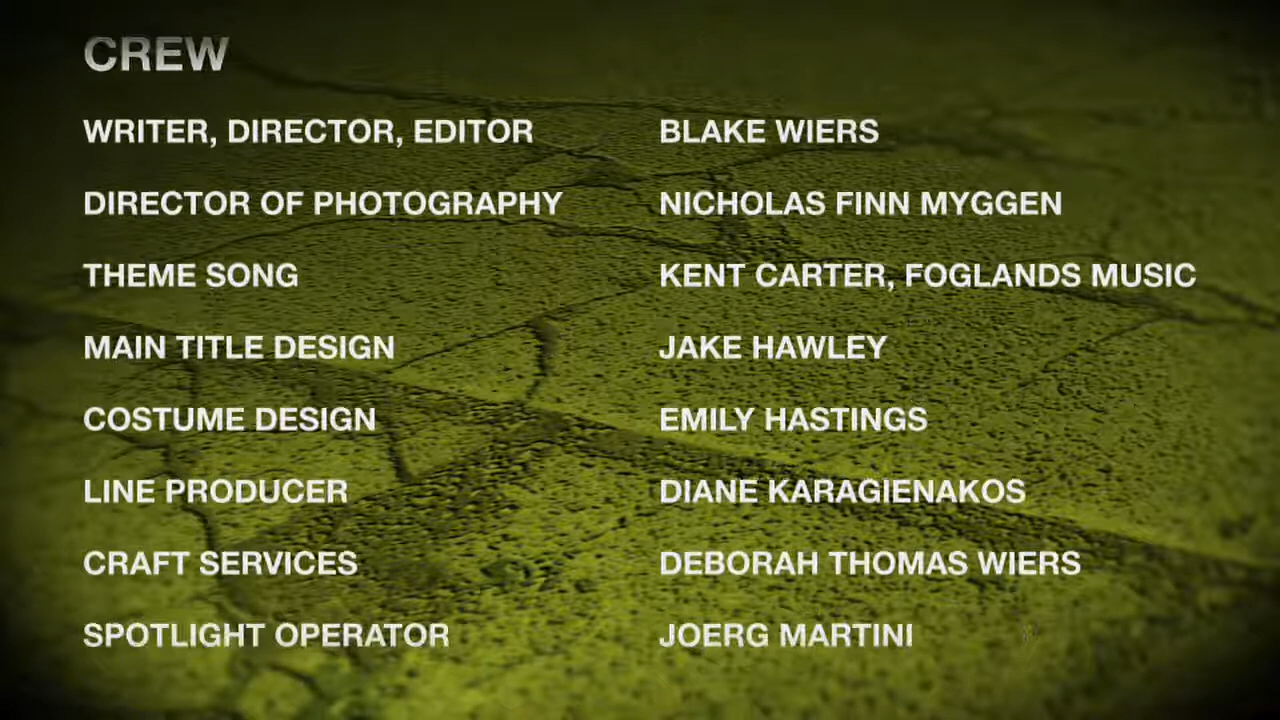 CREW
WRITER, DIRECTOR, EDITOR BLAKE WIERS
DIRECTOR OF PHOTOGRAPHY NICHOLAS FINN MYGGEN
THEME SONG KENT CARTER, FOGLANDS MUSIC
MAIN TITLE DESIGN JAKE HAWLEY
COSTUME DESIGN EMILY HASTINGS
LINE PRODUCER DIANE KARAGIENAKOS
CRAFT SERVICES DEBORAH THOMAS WIERS
SPOTLIGHT OPERATOR JOERG MARTINI